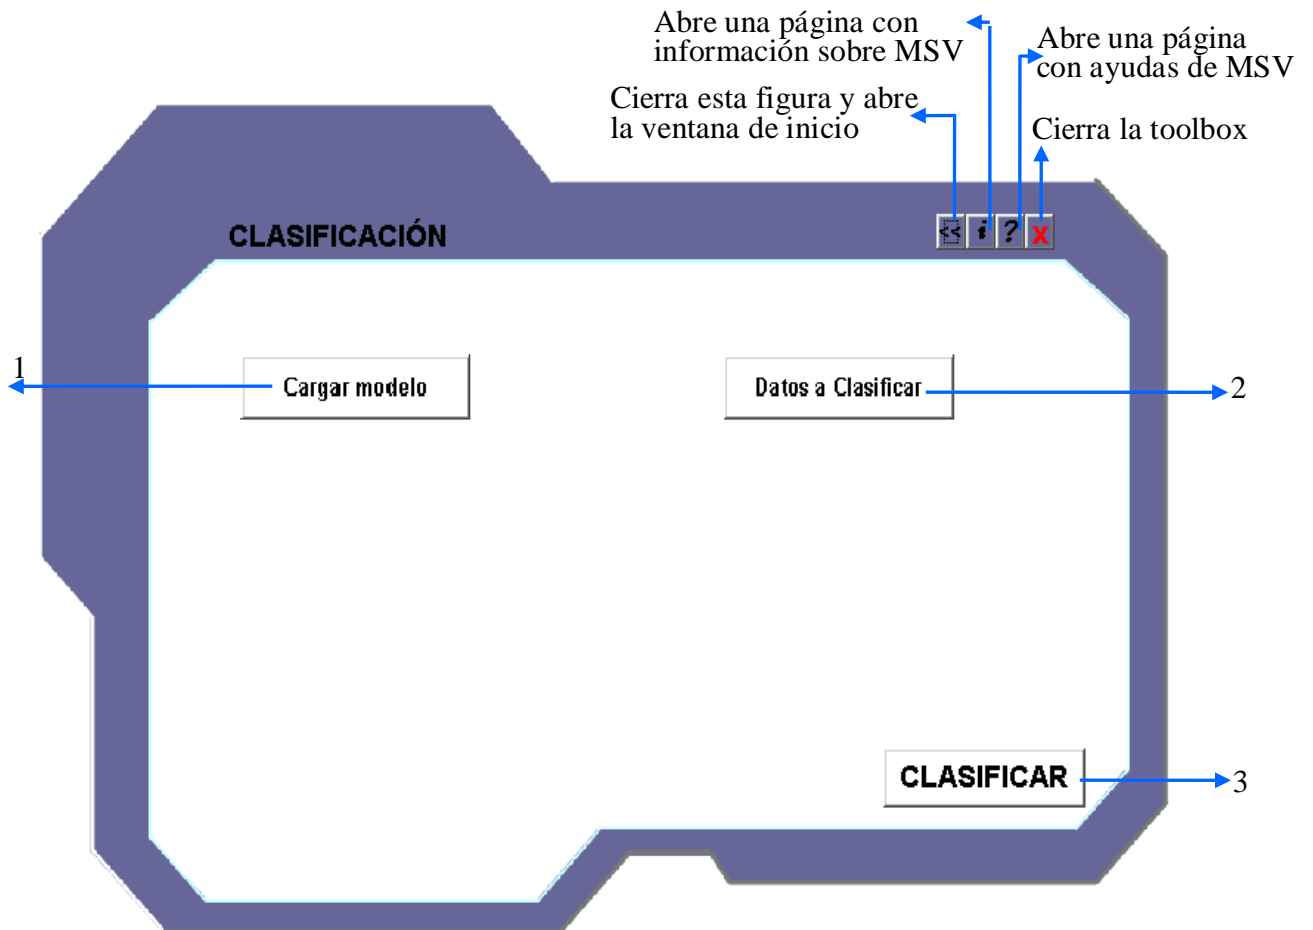 Abre una página con
información sobre MSV
Abre una página
con ayudas de MSV
Cierra esta figura y abre
la ventana de inicio
Cierra la toolbox
CLASIFICACIÓN
<< i ? x
1
Cargar modelo
Datos a Clasificar
2
CLASIFICAR
3